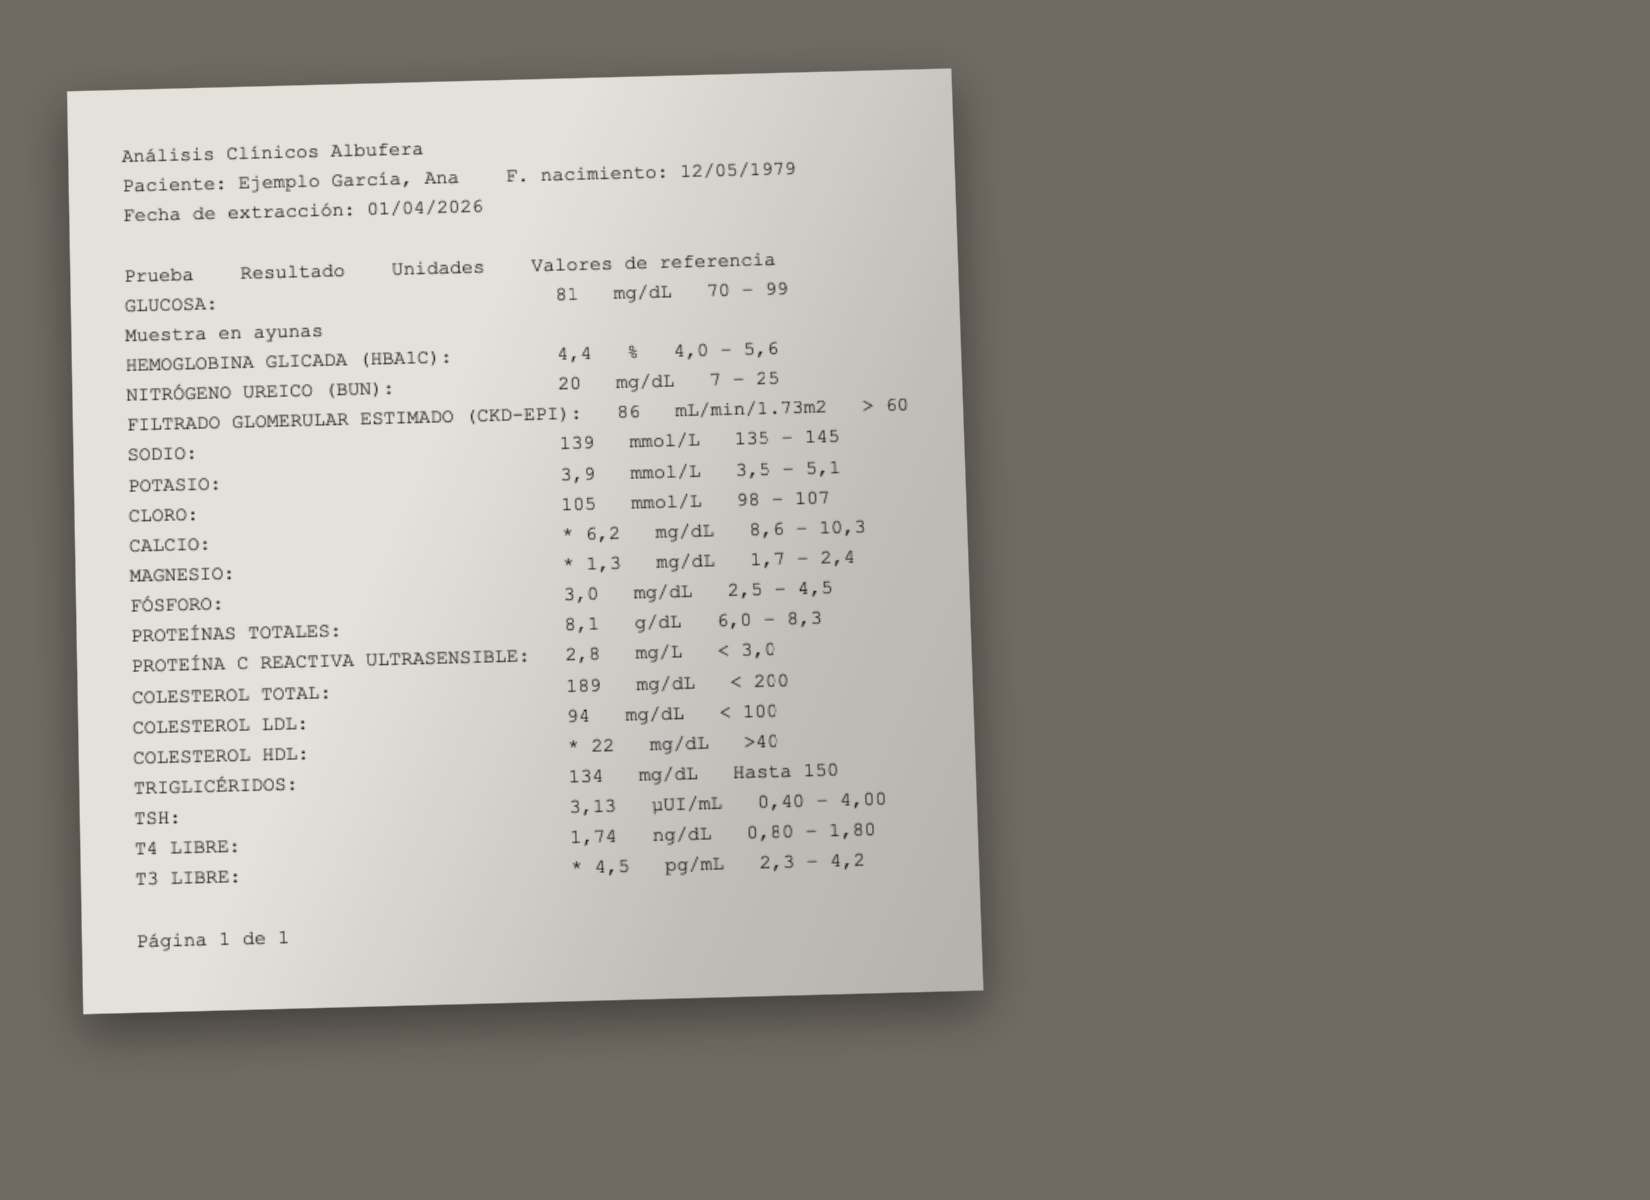 Análisis Clínicos Albufera
Paciente: Ejemplo García, Ana    F. nacimiento: 12/05/1979
Fecha de extracción: 01/04/2026
Prueba    Resultado    Unidades    Valores de referencia
GLUCOSA:    81   mg/dL   70 – 99
Muestra en ayunas
HEMOGLOBINA GLICADA (HBA1C):    4,4   %   4,0 – 5,6
NITRÓGENO UREICO (BUN):    20   mg/dL   7 – 25
FILTRADO GLOMERULAR ESTIMADO (CKD-EPI):   86   mL/min/1.73m2   > 60
SODIO:    139   mmol/L   135 – 145
POTASIO:    3,9   mmol/L   3,5 – 5,1
CLORO:    105   mmol/L   98 – 107
CALCIO:    * 6,2   mg/dL   8,6 – 10,3
MAGNESIO:    * 1,3   mg/dL   1,7 – 2,4
FÓSFORO:    3,0   mg/dL   2,5 – 4,5
PROTEÍNAS TOTALES:    8,1   g/dL   6,0 – 8,3
PROTEÍNA C REACTIVA ULTRASENSIBLE:   2,8   mg/L   < 3,0
COLESTEROL TOTAL:    189   mg/dL   < 200
COLESTEROL LDL:    94   mg/dL   < 100
COLESTEROL HDL:    * 22   mg/dL   >40
TRIGLICÉRIDOS:    134   mg/dL   Hasta 150
TSH:    3,13   µUI/mL   0,40 – 4,00
T4 LIBRE:    1,74   ng/dL   0,80 – 1,80
T3 LIBRE:    * 4,5   pg/mL   2,3 – 4,2
Página 1 de 1